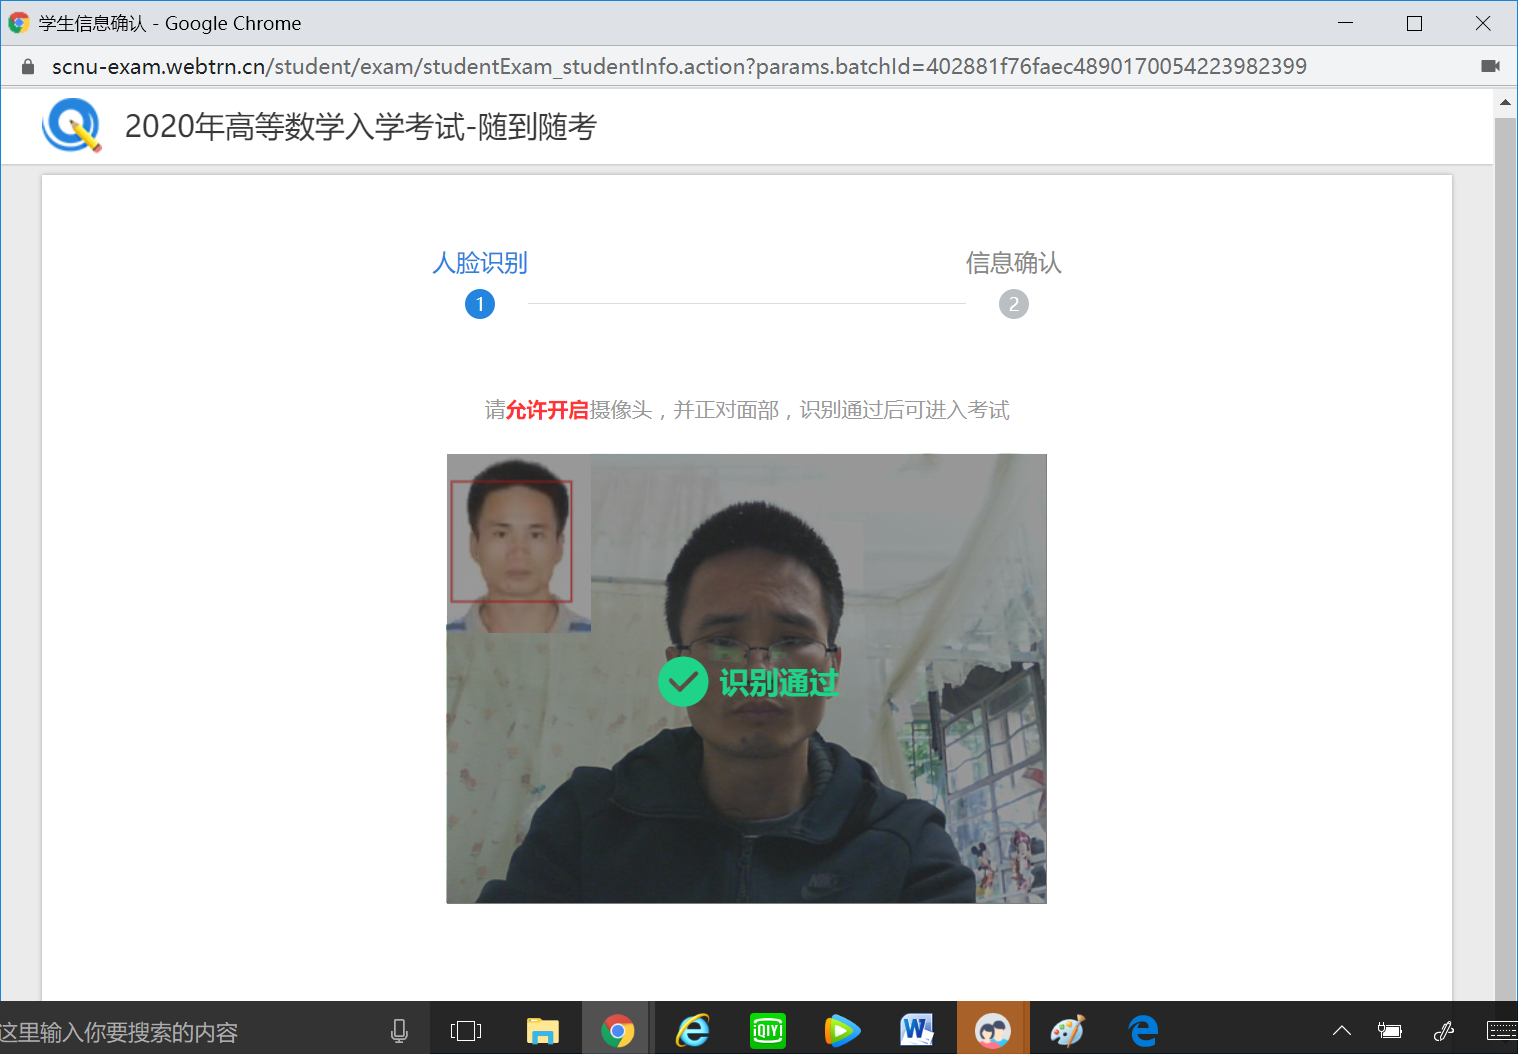 学生信息确认 - Google Chrome
scnu-exam.webtrn.cn/student/exam/studentExam_studentInfo.action?params.batchId=402881f76faec4890170054223982399
2020年高等数学入学考试-随到随考
人脸识别
信息确认
1
2
请允许开启摄像头，并正对面部，识别通过后可进入考试
识别通过
这里输入你要搜索的内容
iQIYI
W